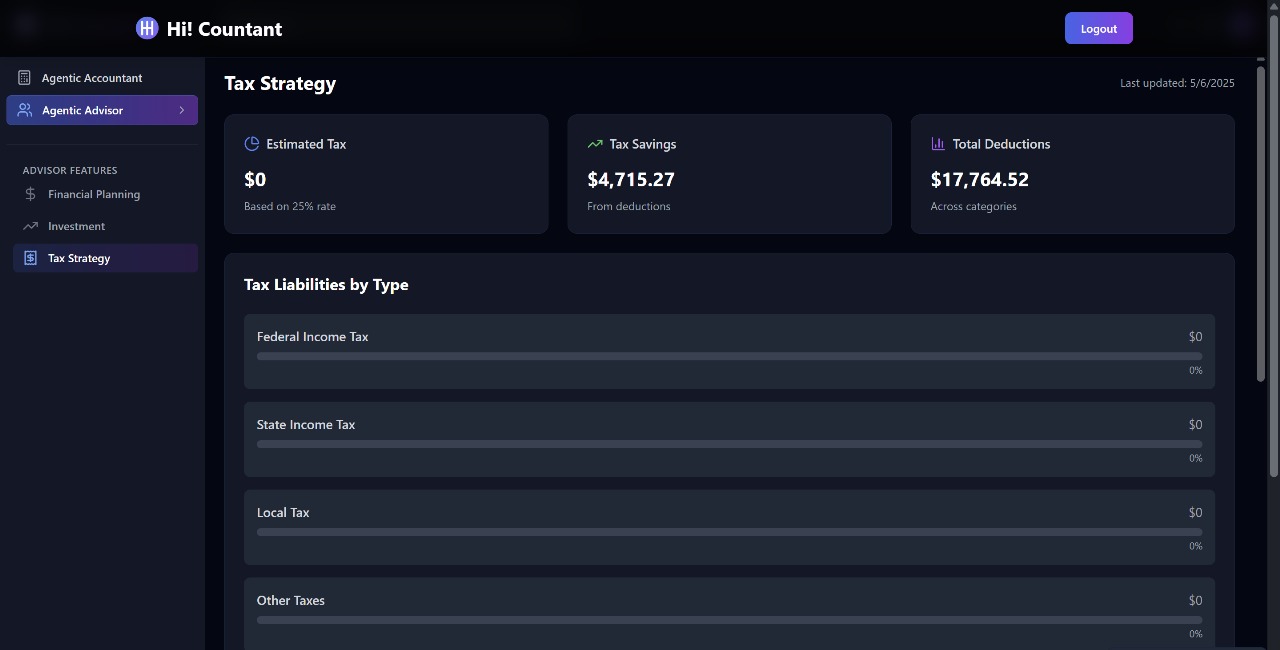 Hi! Countant
Logout
Agentic Accountant
Agentic Advisor
ADVISOR FEATURES
Financial Planning
Investment
Tax Strategy
Tax Strategy
Last updated: 5/6/2025
Estimated Tax
$0
Based on 25% rate
Tax Savings
$4,715.27
From deductions
Total Deductions
$17,764.52
Across categories
Tax Liabilities by Type
Federal Income Tax
$0
0%
State Income Tax
$0
0%
Local Tax
$0
0%
Other Taxes
$0
0%